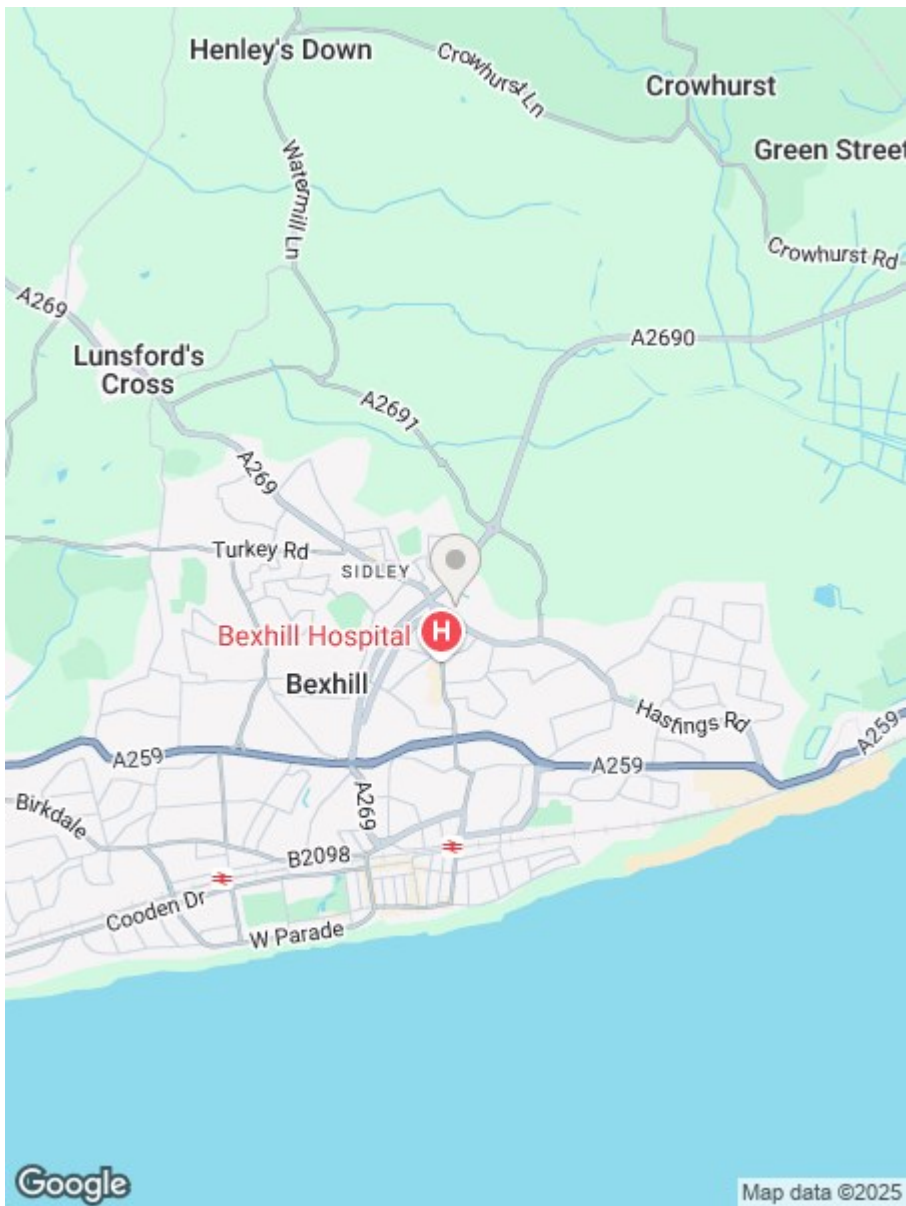 Henley's Down
Crowhurst Ln
Crowhurst
Green Street
Watermill Ln
Crowhurst Rd
A269
A2690
Lunsford's
Cross
A2691
A269
Turkey Rd
SIDLEY
Bexhill Hospital
H
Bexhill
Hastings Rd
A259
A259
A259
Birkdale
A269
B2098
Cooden Dr
W Parade
Google
Map data ©2025